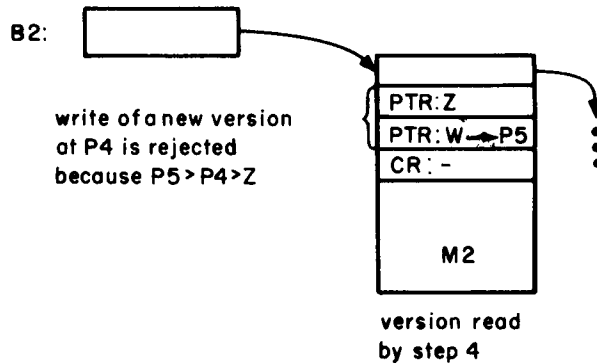 B2:
PTR: Z
PTR: W → P5
CR: -
M2
write of a new version
at P4 is rejected
because P5 > P4 > Z
version read
by step 4